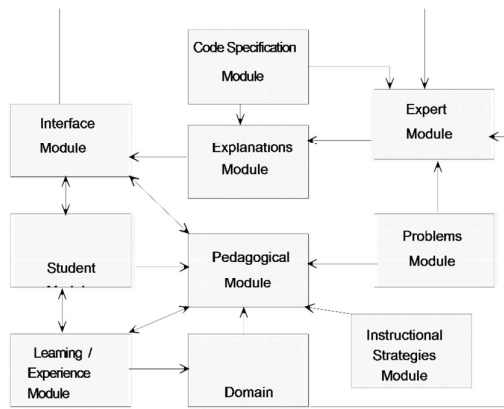 Code Specification
Module
Expert
Module
Interface
Module
Explanations
Module
Student
Pedagogical
Module
Problems
Module
Learning /
Experience
Module
Domain
Instructional
Strategies
Module